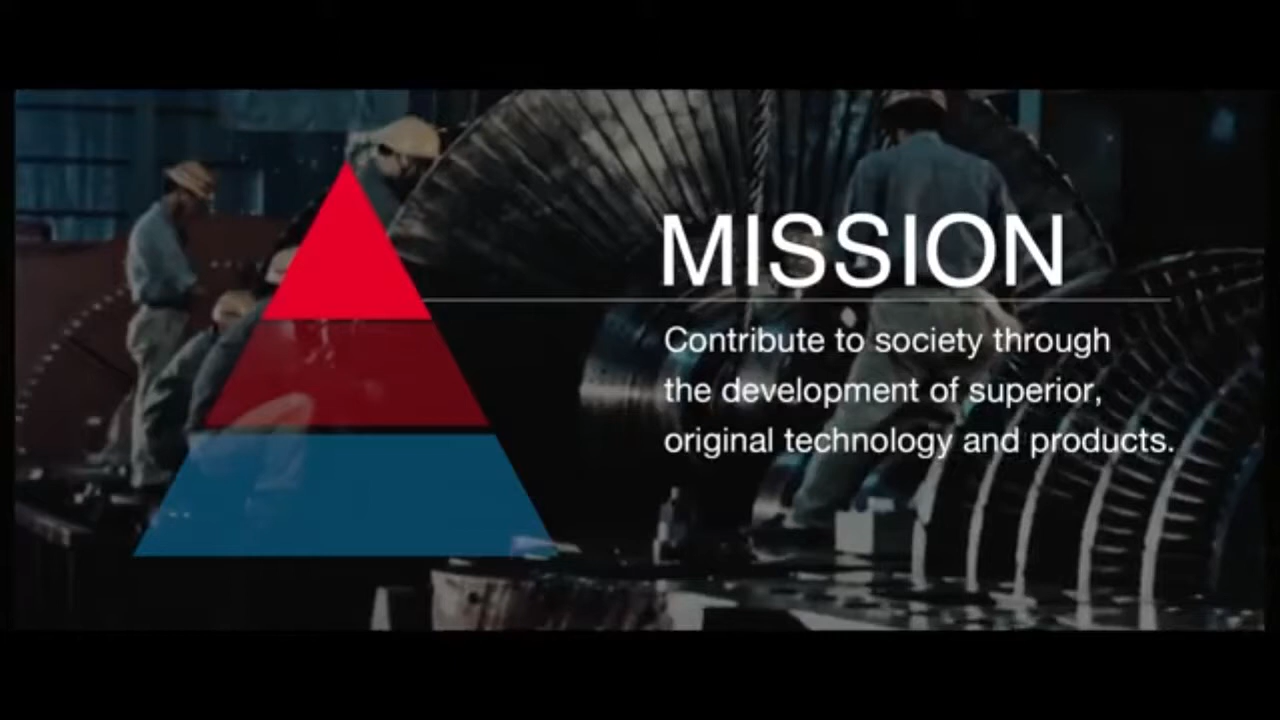 MISSION
Contribute to society through
the development of superior,
original technology and products.